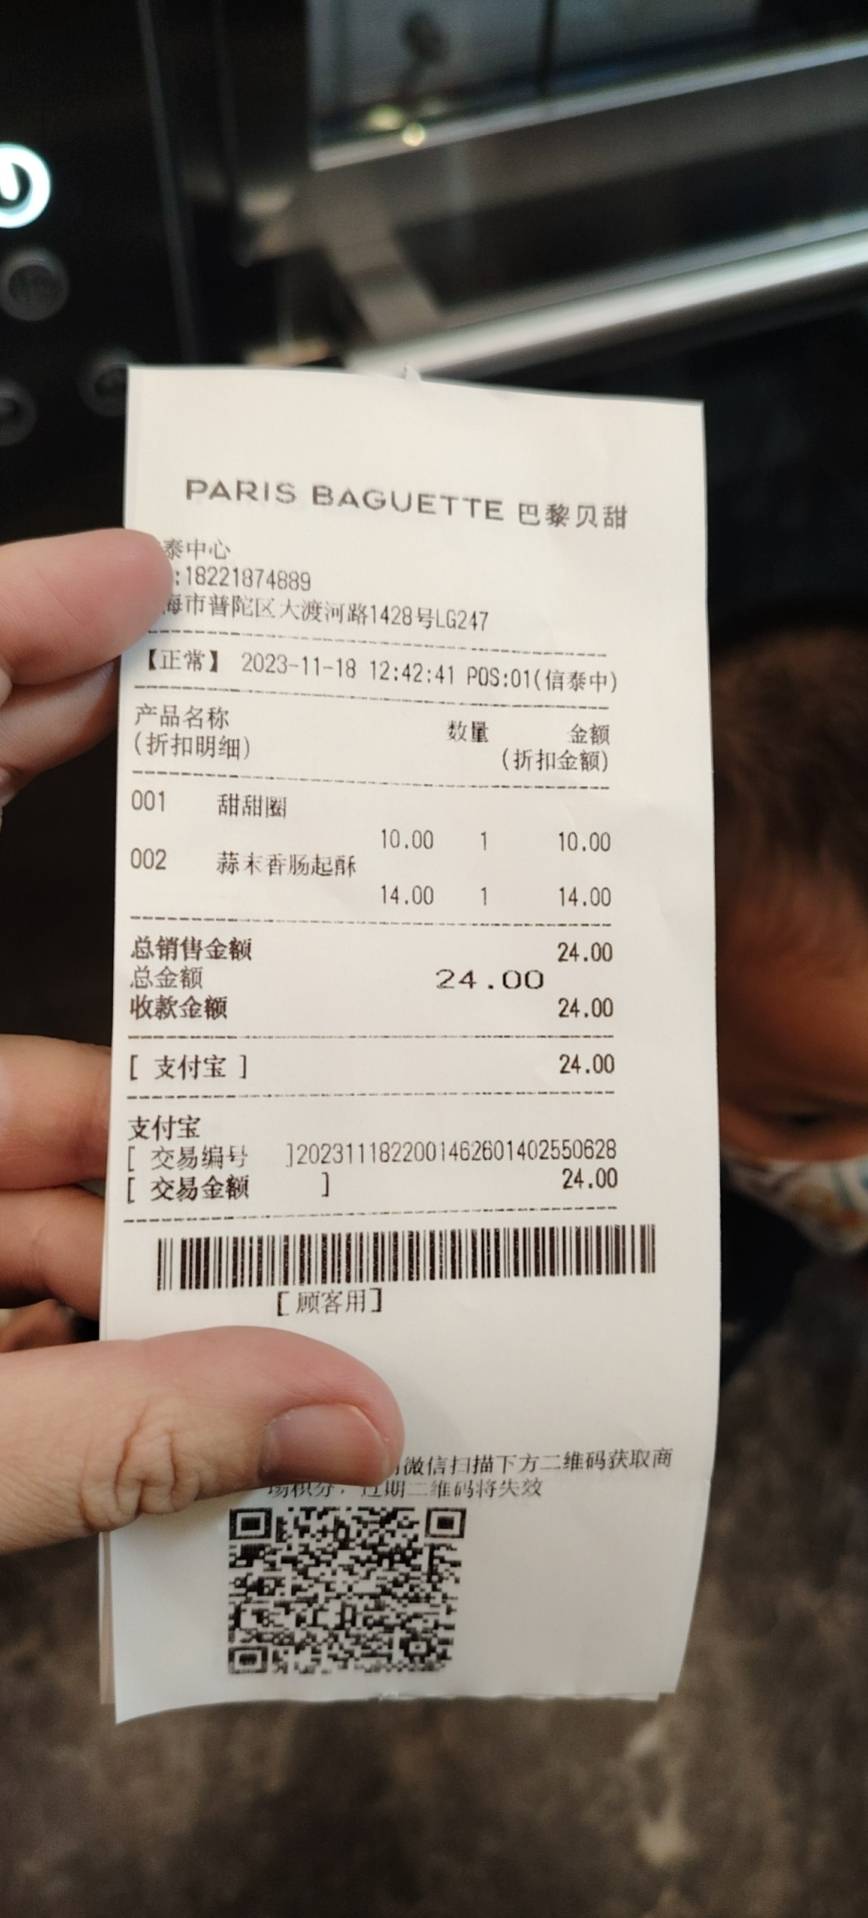 PARIS BAGUETTE 巴黎贝甜
泰中心
:18221874889
海市普陀区大渡河路1428号LG247
【正常】 2023-11-18 12:42:41 POS:01(信泰中)
产品名称 数量 金额
(折扣明细) (折扣金额)
001 甜甜圈
10.00 1 10.00
002 蒜末香肠起酥
14.00 1 14.00
总销售金额 24.00
总金额 24.00
收款金额 24.00
[ 支付宝 ] 24.00
支付宝
[ 交易编号 ]2023111822001462601402550628
[ 交易金额 ] 24.00
[顾客用]
微信扫描下方二维码获取商
场积分，过期二维码将失效